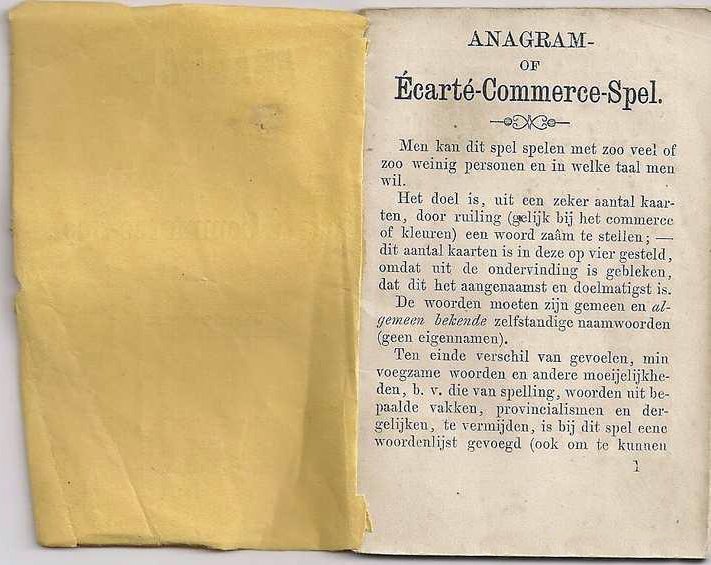 ANAGRAM-
OF
Écarté-Commerce-Spel.
Men kan dit spel spelen met zoo veel of
zoo weinig personen en in welke taal men
wil.
Het doel is, uit een zeker aantal kaar-
ten, door ruiling (gelijk bij het commerce
of kleuren) een woord zaâm te stellen; —
dit aantal kaarten is in deze op vier gesteld,
omdat uit de ondervinding is gebleken,
dat dit het aangenaamst en doelmatigst is.
De woorden moeten zijn gemeen en al-
gemeen bekende zelfstandige naamwoorden
(geen eigennamen).
Ten einde verschil van gevoelen, min
voegzame woorden en andere moeijelijkhe-
den, b. v. die van spelling, woorden uit be-
paalde vakken, provincialismen en der-
gelijken, te vermijden, is bij dit spel eene
woordenlijst gevoegd (ook om te kunnen
1